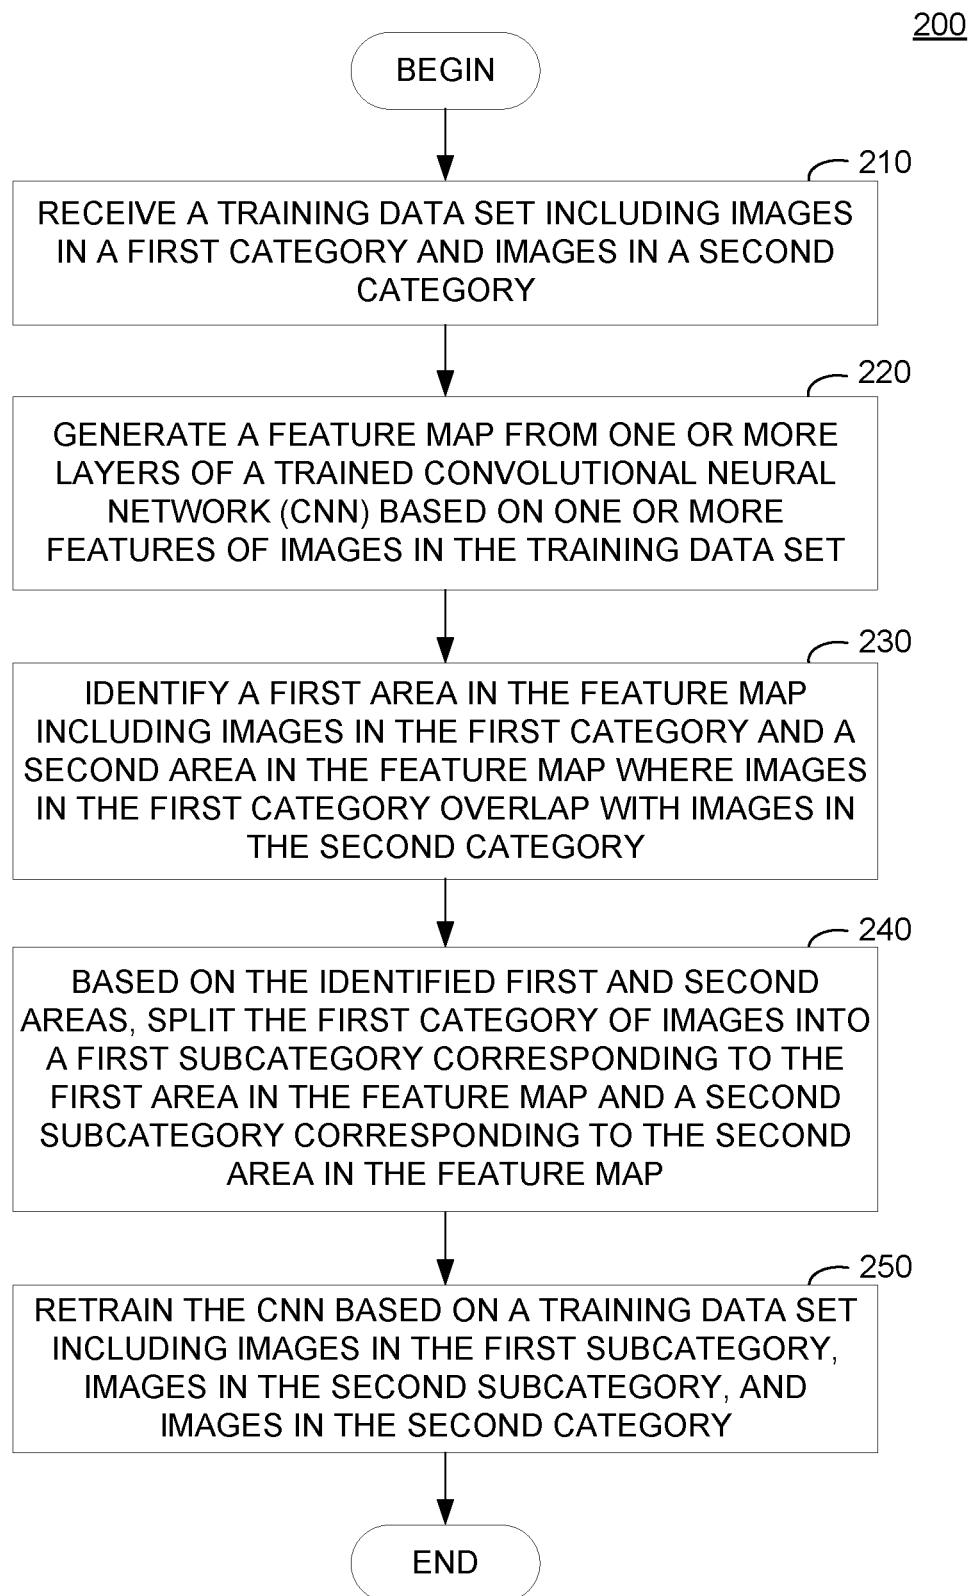 200
BEGIN
210
RECEIVE A TRAINING DATA SET INCLUDING IMAGES
IN A FIRST CATEGORY AND IMAGES IN A SECOND
CATEGORY
220
GENERATE A FEATURE MAP FROM ONE OR MORE
LAYERS OF A TRAINED CONVOLUTIONAL NEURAL
NETWORK (CNN) BASED ON ONE OR MORE
FEATURES OF IMAGES IN THE TRAINING DATA SET
230
IDENTIFY A FIRST AREA IN THE FEATURE MAP
INCLUDING IMAGES IN THE FIRST CATEGORY AND A
SECOND AREA IN THE FEATURE MAP WHERE IMAGES
IN THE FIRST CATEGORY OVERLAP WITH IMAGES IN
THE SECOND CATEGORY
240
BASED ON THE IDENTIFIED FIRST AND SECOND
AREAS, SPLIT THE FIRST CATEGORY OF IMAGES INTO
A FIRST SUBCATEGORY CORRESPONDING TO THE
FIRST AREA IN THE FEATURE MAP AND A SECOND
SUBCATEGORY CORRESPONDING TO THE SECOND
AREA IN THE FEATURE MAP
250
RETRAIN THE CNN BASED ON A TRAINING DATA SET
INCLUDING IMAGES IN THE FIRST SUBCATEGORY,
IMAGES IN THE SECOND SUBCATEGORY, AND
IMAGES IN THE SECOND CATEGORY
END